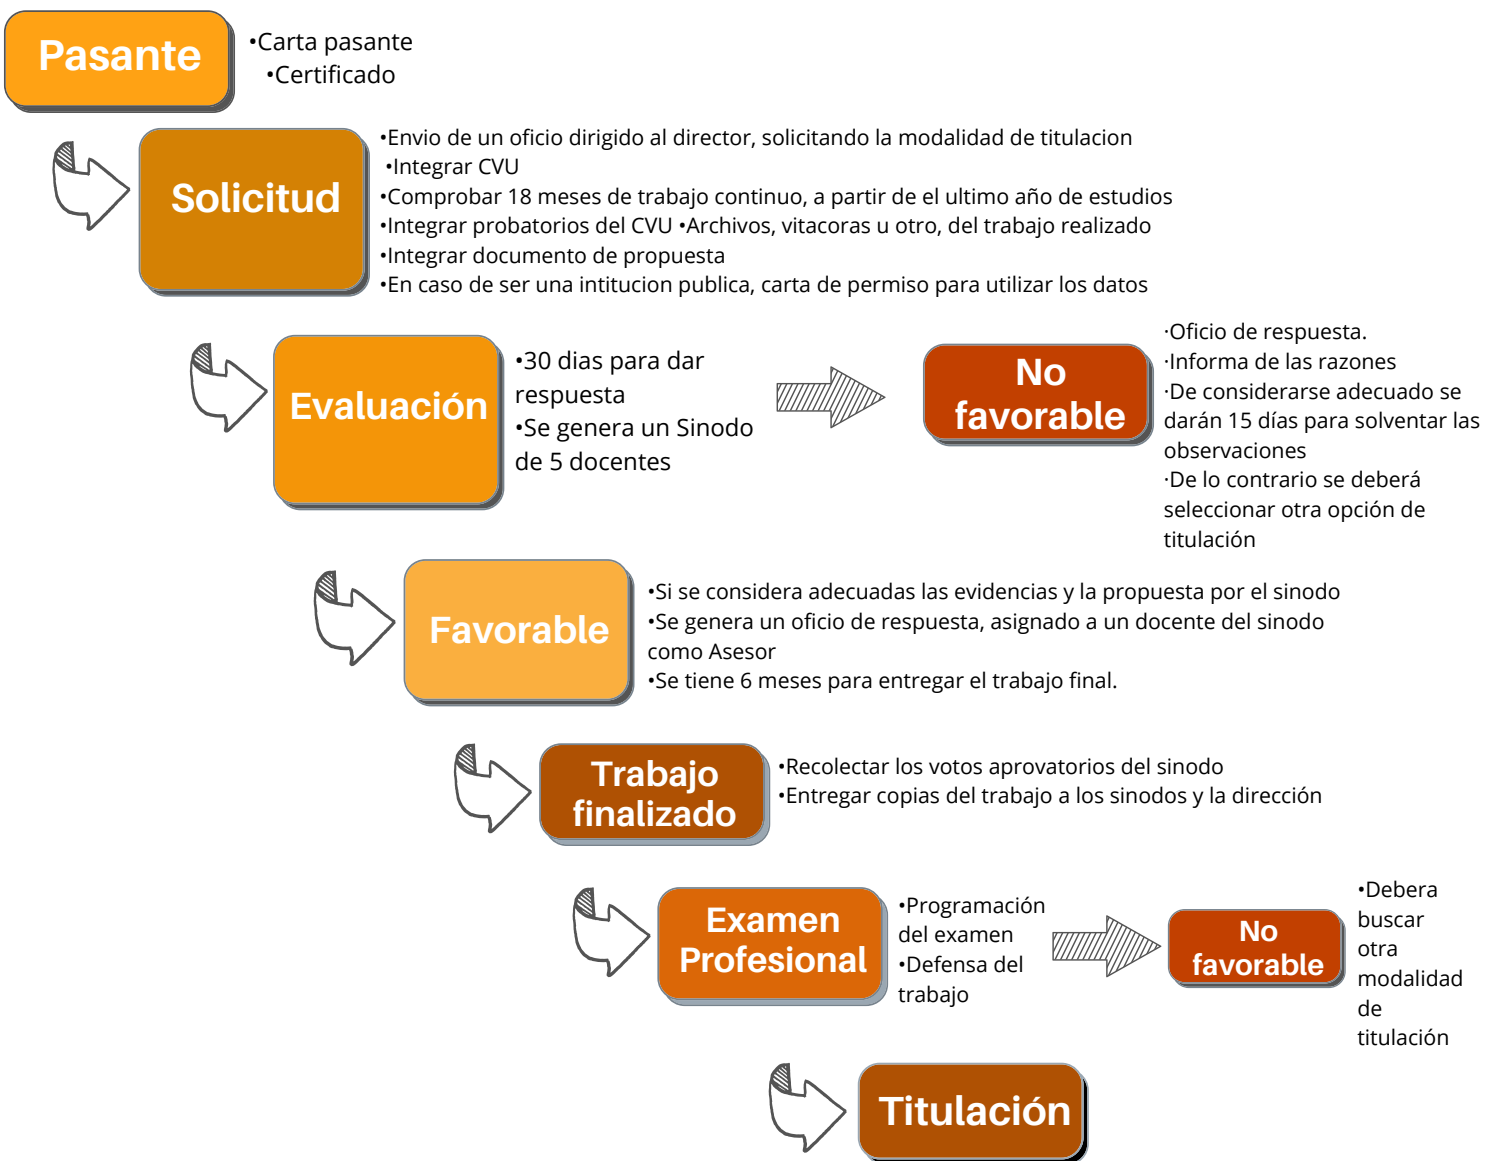 Pasante
•Carta pasante
•Certificado
Solicitud
•Envio de un oficio dirigido al director, solicitando la modalidad de titulacion
•Integrar CVU
•Comprobar 18 meses de trabajo continuo, a partir de el ultimo año de estudios
•Integrar probatorios del CVU •Archivos, vitacoras u otro, del trabajo realizado
•Integrar documento de propuesta
•En caso de ser una intitucion publica, carta de permiso para utilizar los datos
Evaluación
•30 dias para dar
respuesta
•Se genera un Sinodo
de 5 docentes
No
favorable
·Oficio de respuesta.
·Informa de las razones
·De considerarse adecuado se
darán 15 días para solventar las
observaciones
·De lo contrario se deberá
seleccionar otra opción de
titulación
Favorable
•Si se considera adecuadas las evidencias y la propuesta por el sinodo
•Se genera un oficio de respuesta, asignado a un docente del sinodo
como Asesor
•Se tiene 6 meses para entregar el trabajo final.
Trabajo
finalizado
•Recolectar los votos aprovatorios del sinodo
•Entregar copias del trabajo a los sinodos y la dirección
Examen
Profesional
•Programación
del examen
•Defensa del
trabajo
No
favorable
•Debera
buscar
otra
modalidad
de
titulación
Titulación